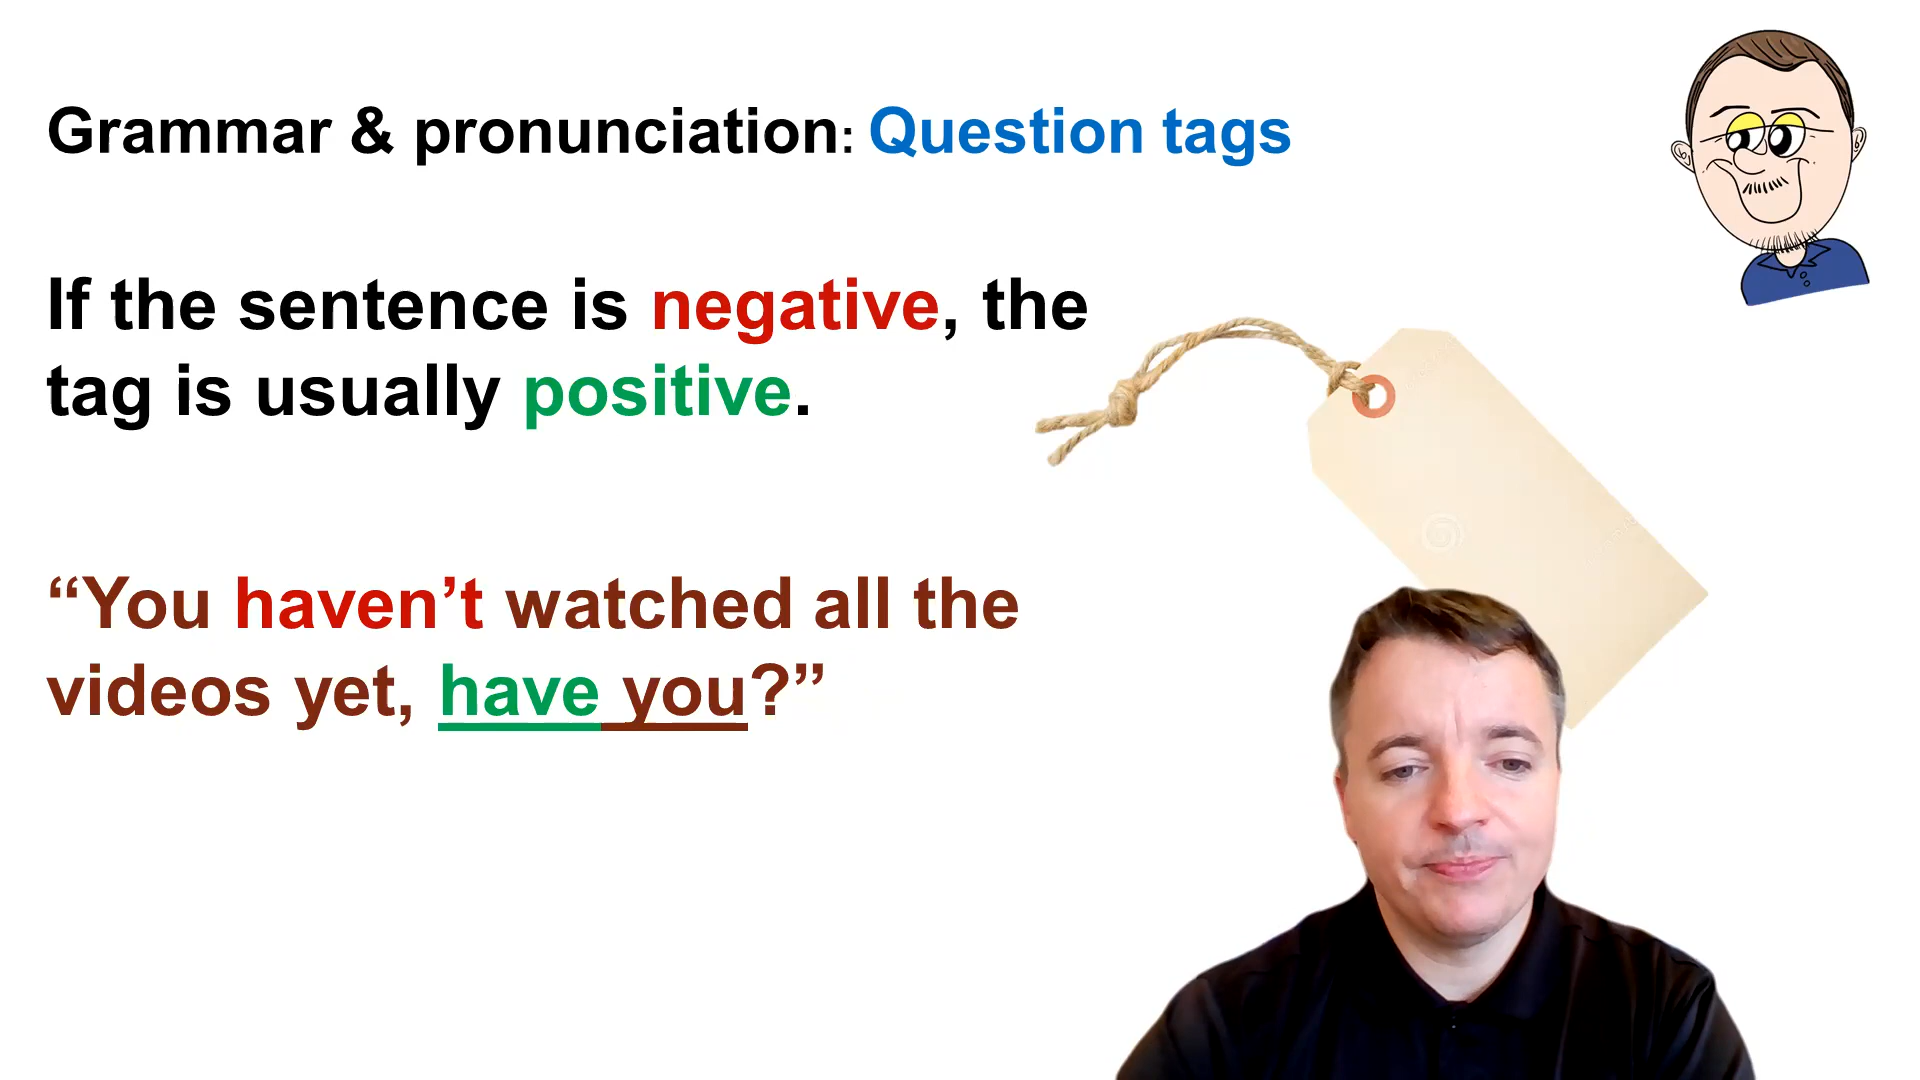 Grammar & pronunciation: Question tags
If the sentence is negative, the
tag is usually positive.
“You haven’t watched all the
videos yet, have you?”